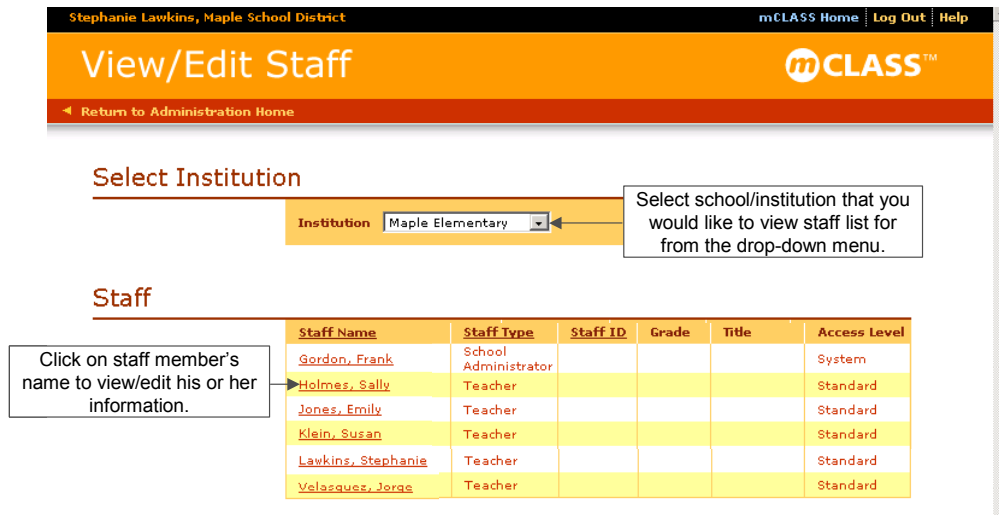 Stephanie Lawkins, Maple School District mCLASS Home Log Out Help
View/Edit Staff mCLASS™
Return to Administration Home
Select Institution
Institution Maple Elementary
Select school/institution that you
would like to view staff list for
from the drop-down menu.
Staff
Staff Name Staff Type Staff ID Grade Title Access Level
Gordon, Frank School Administrator System
Holmes, Sally Teacher Standard
Jones, Emily Teacher Standard
Klein, Susan Teacher Standard
Lawkins, Stephanie Teacher Standard
Velasquez, Jorge Teacher Standard
Click on staff member's
name to view/edit his or her
information.